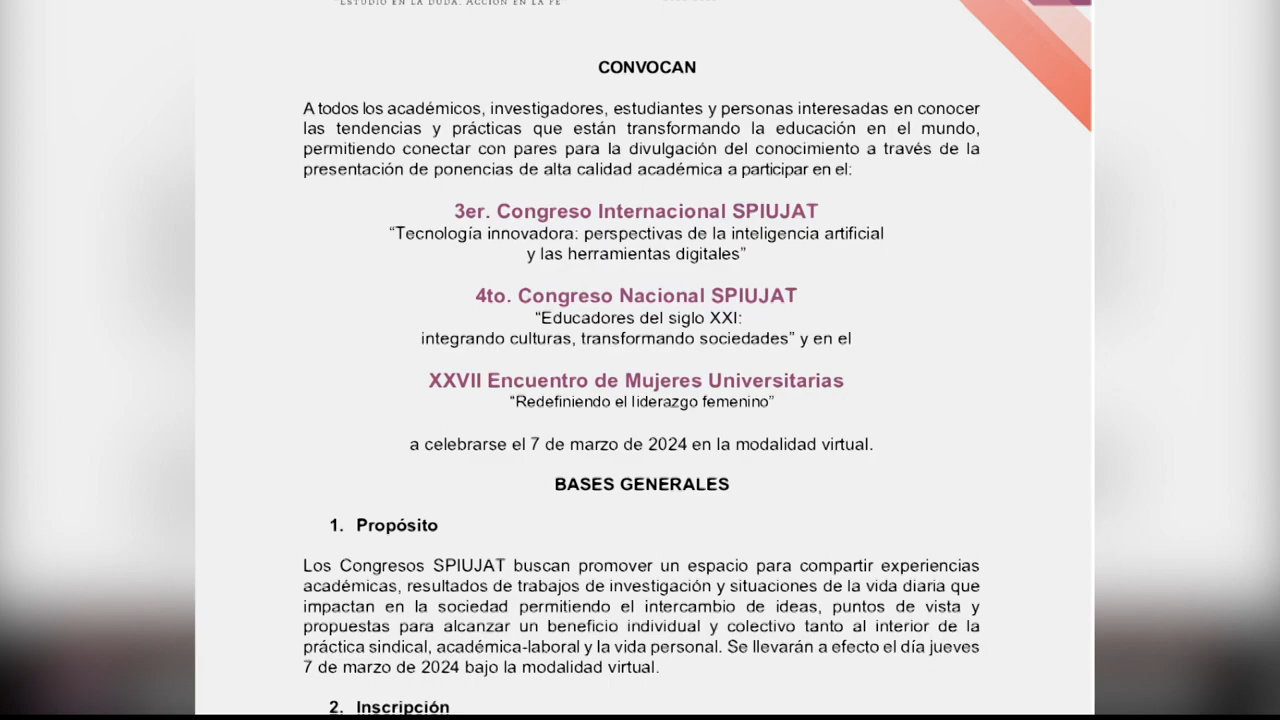 "ESTUDIO EN LA DUDA. ACCIÓN EN LA FE"
CONVOCAN
A todos los académicos, investigadores, estudiantes y personas interesadas en conocer
las tendencias y prácticas que están transformando la educación en el mundo,
permitiendo conectar con pares para la divulgación del conocimiento a través de la
presentación de ponencias de alta calidad académica a participar en el:
3er. Congreso Internacional SPIUJAT
“Tecnología innovadora: perspectivas de la inteligencia artificial
y las herramientas digitales”
4to. Congreso Nacional SPIUJAT
“Educadores del siglo XXI:
integrando culturas, transformando sociedades” y en el
XXVII Encuentro de Mujeres Universitarias
“Redefiniendo el liderazgo femenino”
a celebrarse el 7 de marzo de 2024 en la modalidad virtual.
BASES GENERALES
1. Propósito
Los Congresos SPIUJAT buscan promover un espacio para compartir experiencias
académicas, resultados de trabajos de investigación y situaciones de la vida diaria que
impactan en la sociedad permitiendo el intercambio de ideas, puntos de vista y
propuestas para alcanzar un beneficio individual y colectivo tanto al interior de la
práctica sindical, académica-laboral y la vida personal. Se llevarán a efecto el día jueves
7 de marzo de 2024 bajo la modalidad virtual.
2. Inscripción